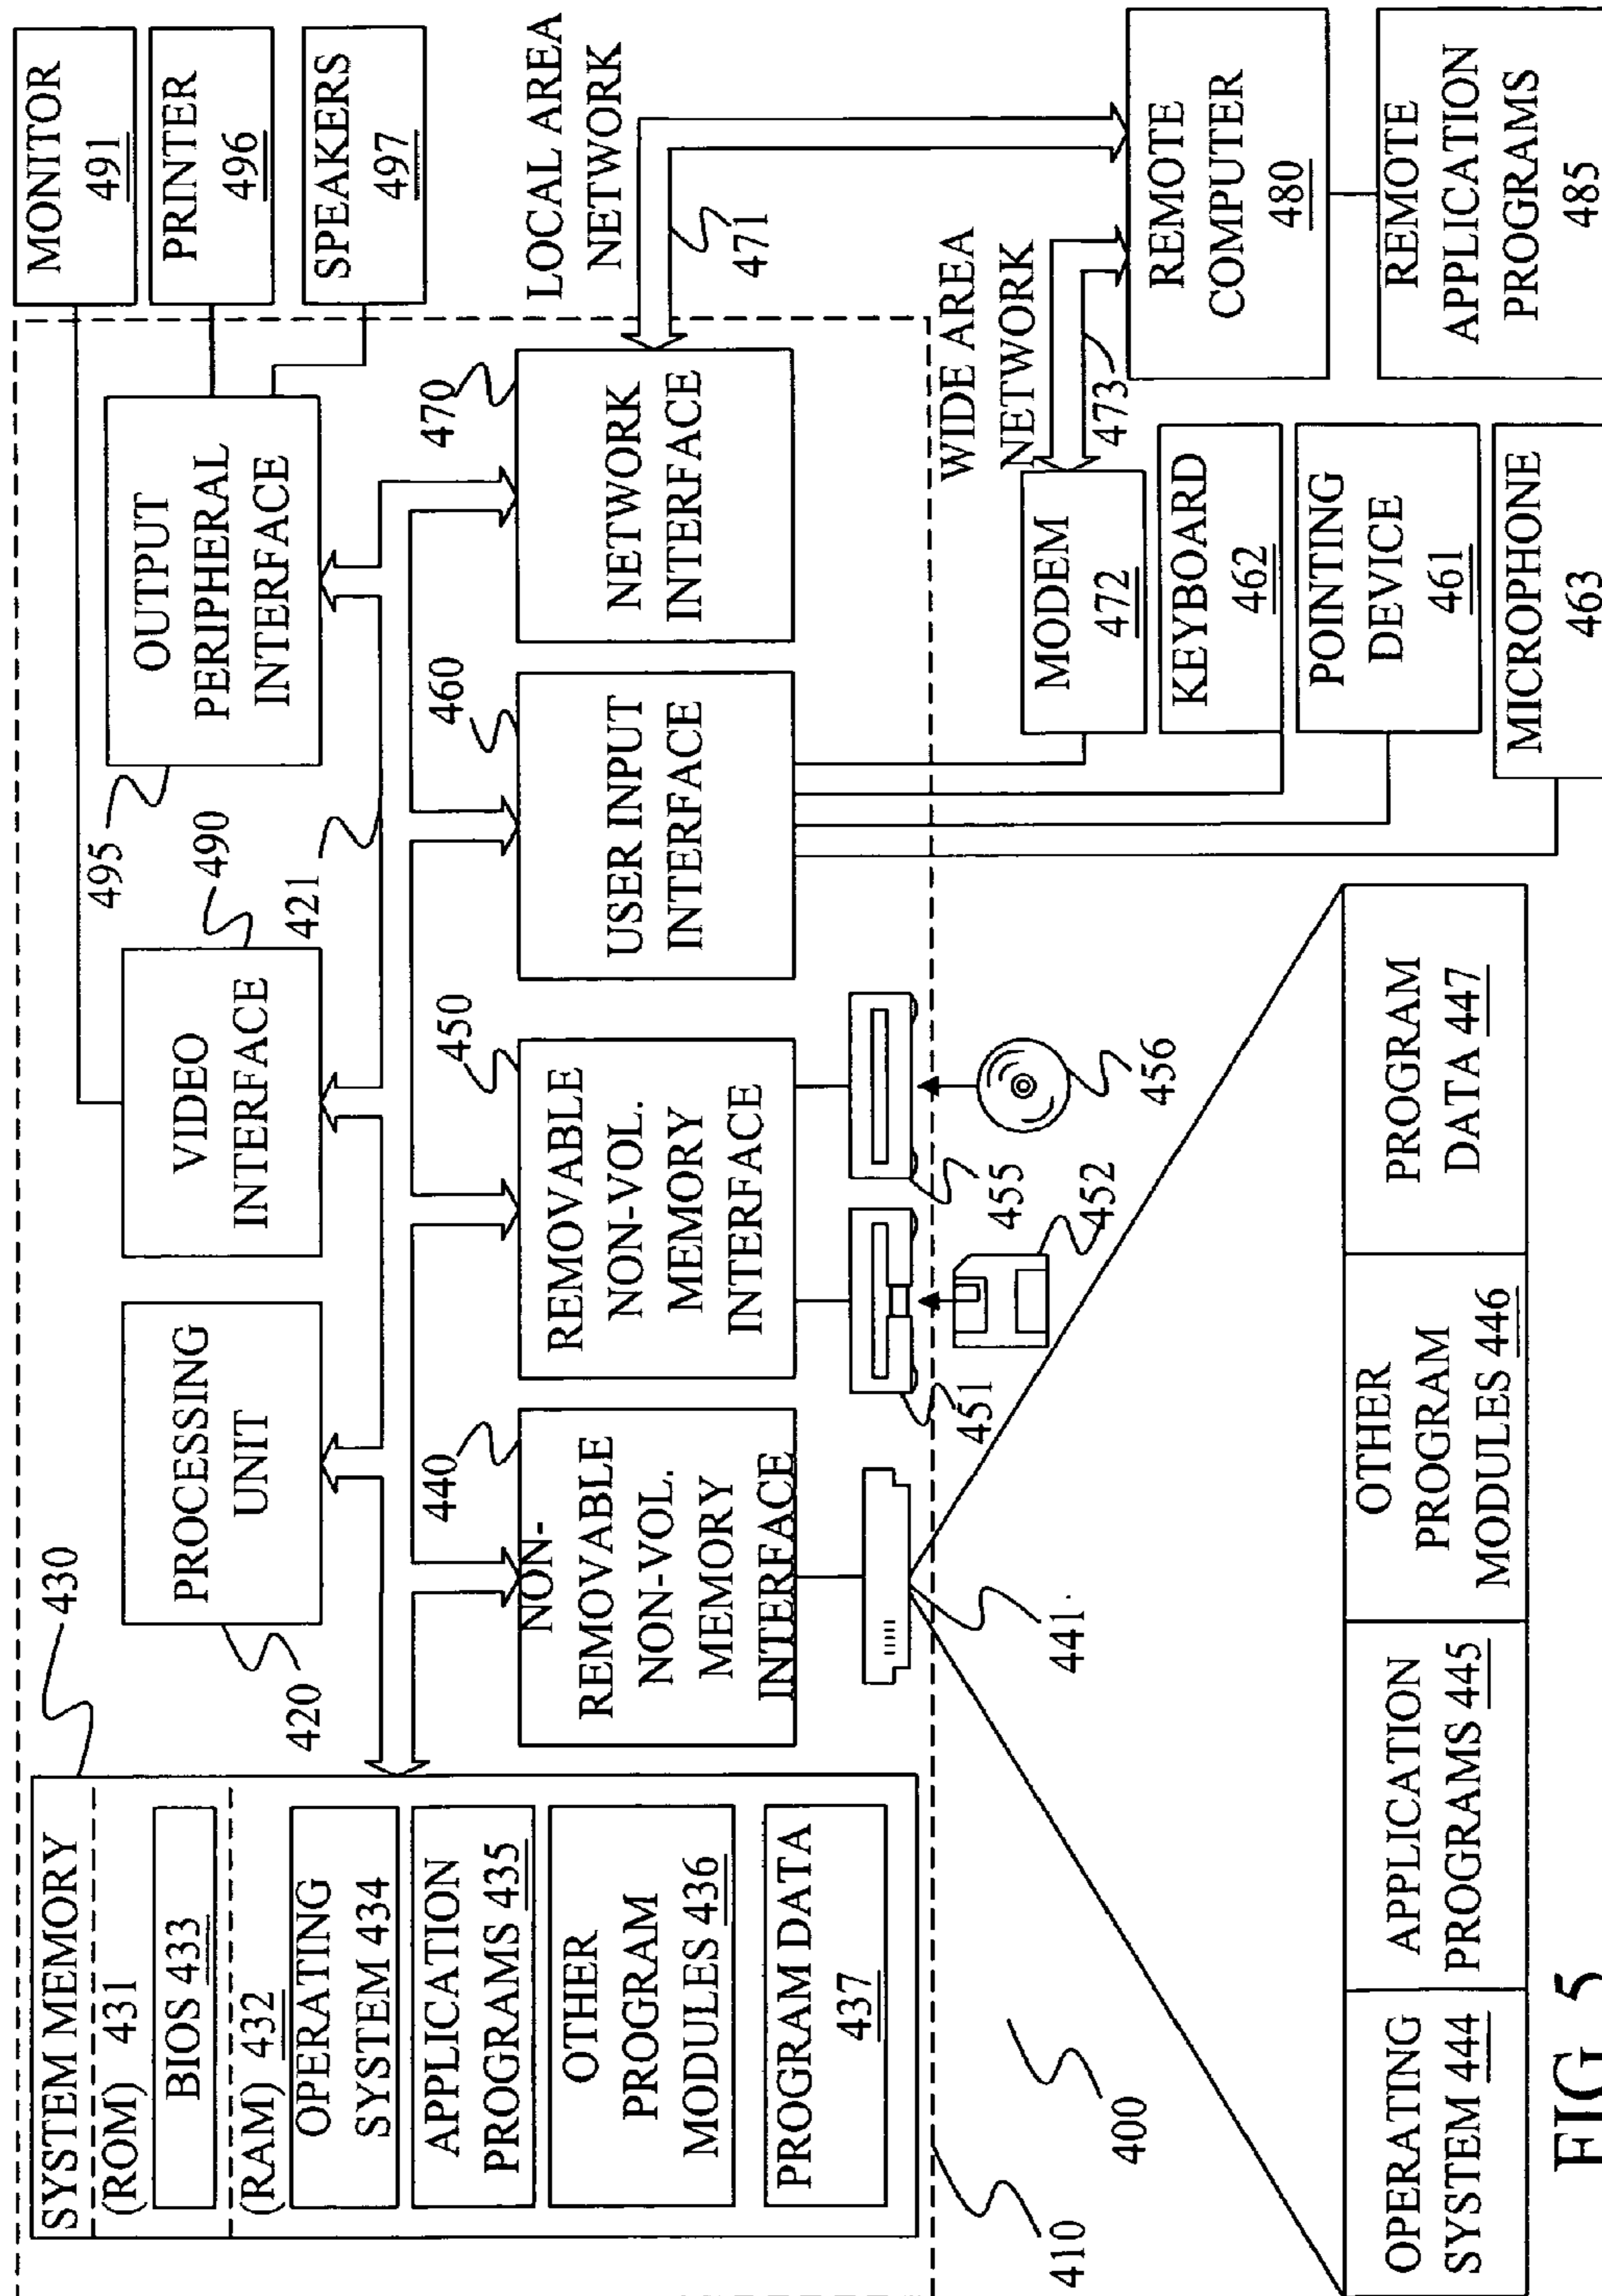 SYSTEM MEMORY
(ROM) 431
BIOS 433
(RAM) 432
OPERATING
SYSTEM 434
APPLICATION
PROGRAMS 435
OTHER
PROGRAM
MODULES 436
PROGRAM DATA
437
430
PROCESSING
UNIT
420
VIDEO
INTERFACE
490
421
OUTPUT
PERIPHERAL
INTERFACE
495
MONITOR
491
PRINTER
496
SPEAKERS
497
NON-
REMOVABLE
NON-VOL.
MEMORY
INTERFACE
440
REMOVABLE
NON-VOL.
MEMORY
INTERFACE
450
USER INPUT
INTERFACE
460
NETWORK
INTERFACE
470
LOCAL AREA
NETWORK
471
441
451
452
455
456
WIDE AREA
NETWORK
473
MODEM
472
KEYBOARD
462
POINTING
DEVICE
461
MICROPHONE
463
REMOTE
COMPUTER
480
REMOTE
APPLICATION
PROGRAMS
485
410
400
OPERATING
SYSTEM 444
APPLICATION
PROGRAMS 445
OTHER
PROGRAM
MODULES 446
PROGRAM
DATA 447
FIG. 5